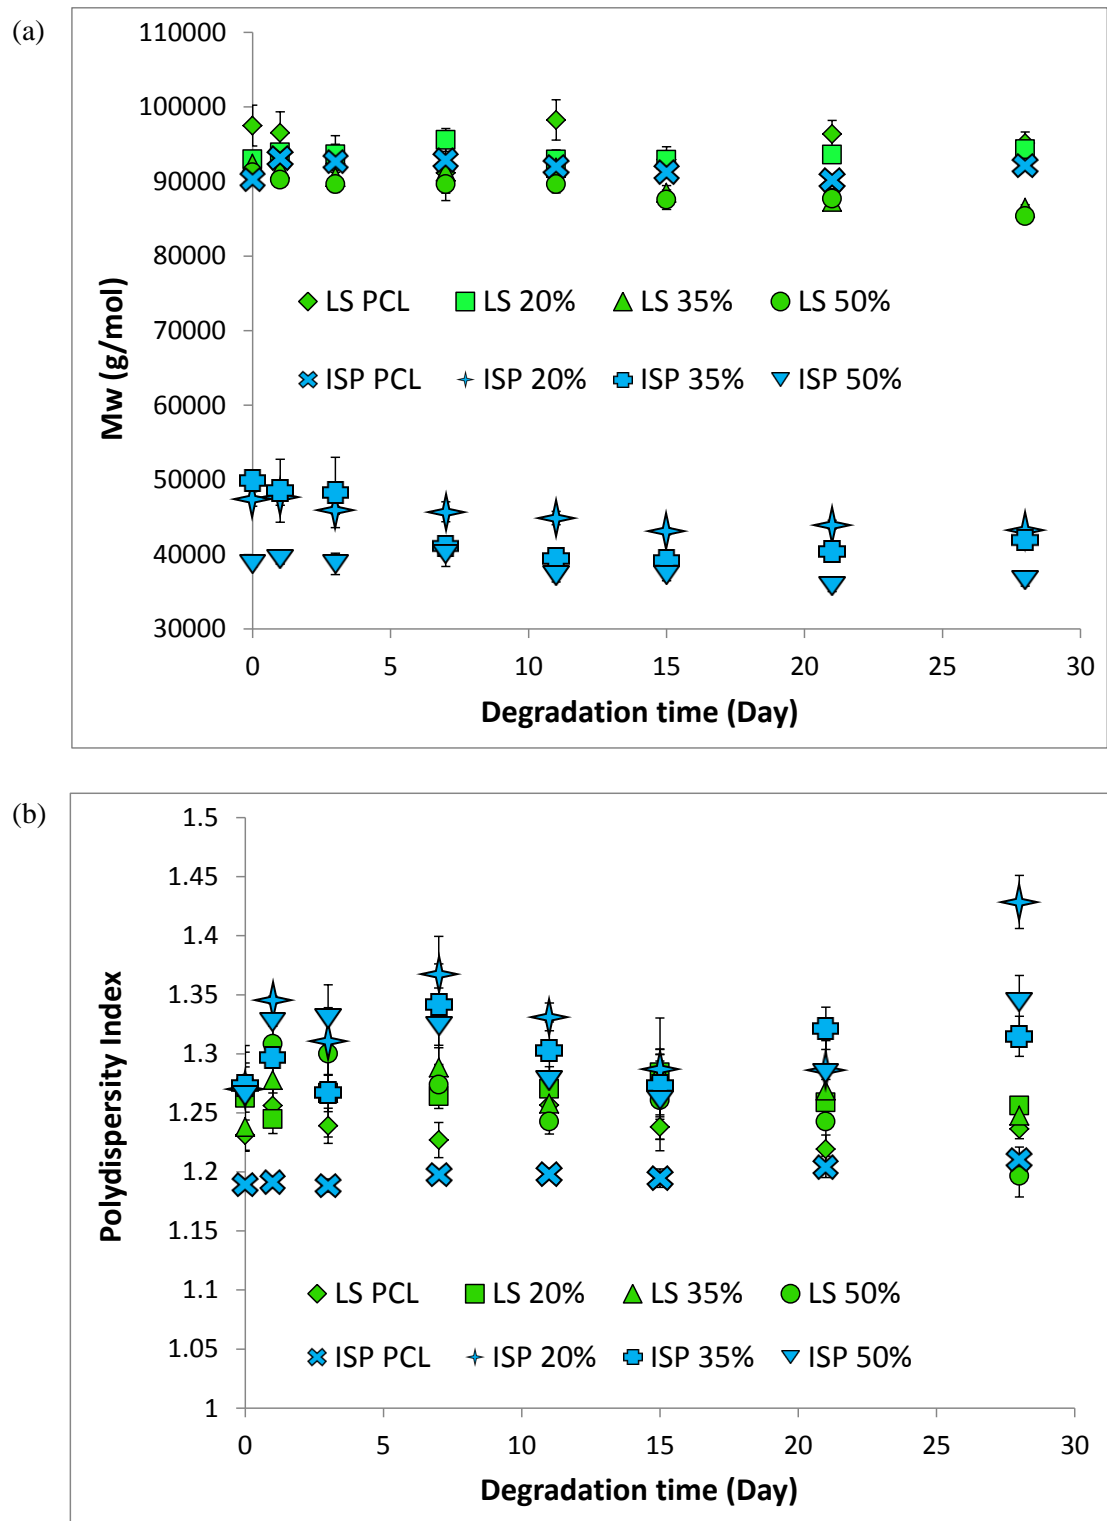 (a)
110000
100000
90000
80000
70000
60000
50000
40000
30000
Mw (g/mol)
LS PCL LS 20% LS 35% LS 50%
ISP PCL ISP 20% ISP 35% ISP 50%
0 5 10 15 20 25 30
Degradation time (Day)
(b)
1.5
1.45
1.4
1.35
1.3
1.25
1.2
1.15
1.1
1.05
1
Polydispersity Index
LS PCL LS 20% LS 35% LS 50%
ISP PCL ISP 20% ISP 35% ISP 50%
0 5 10 15 20 25 30
Degradation time (Day)